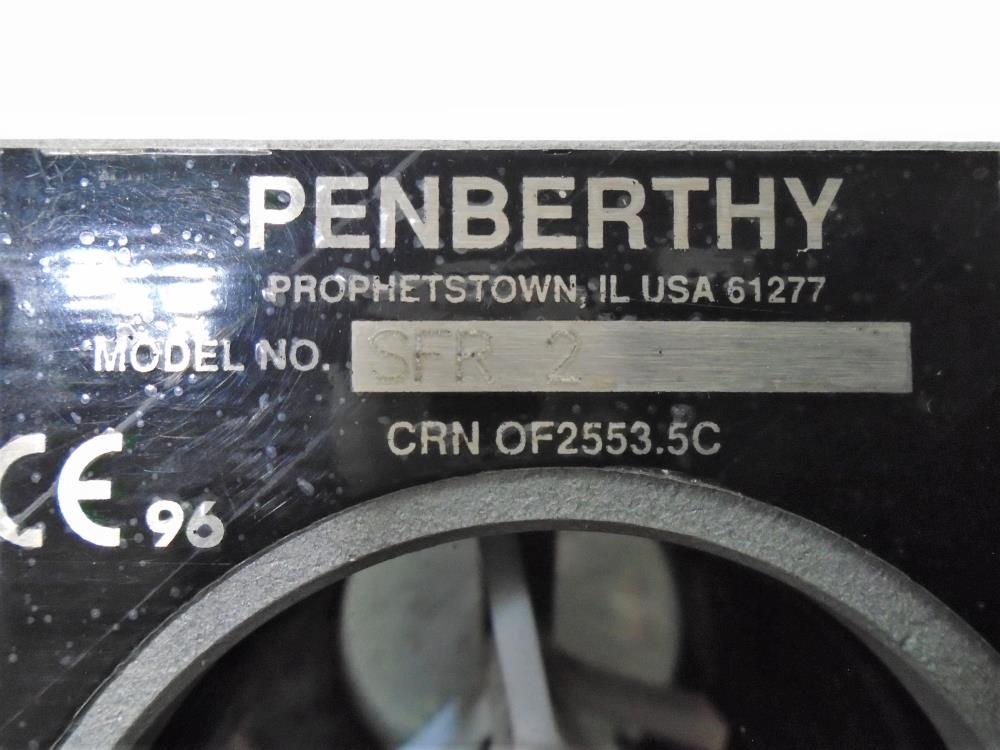 PENBERTHY
PROPHETSTOWN, IL USA 61277
MODEL NO. SFR 2
CRN OF2553.5C
CE 96